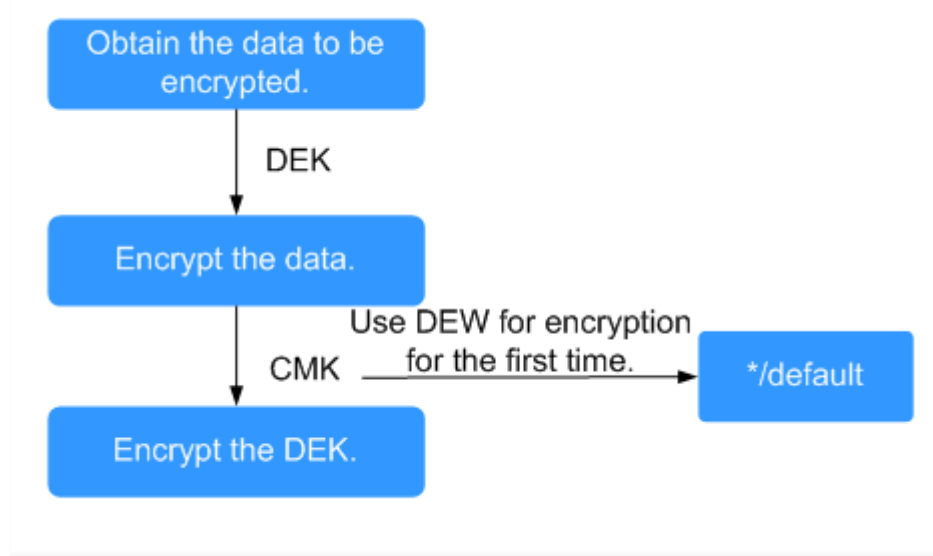 Obtain the data to be
encrypted.
DEK
Encrypt the data.
Use DEW for encryption
for the first time.
CMK
*/default
Encrypt the DEK.